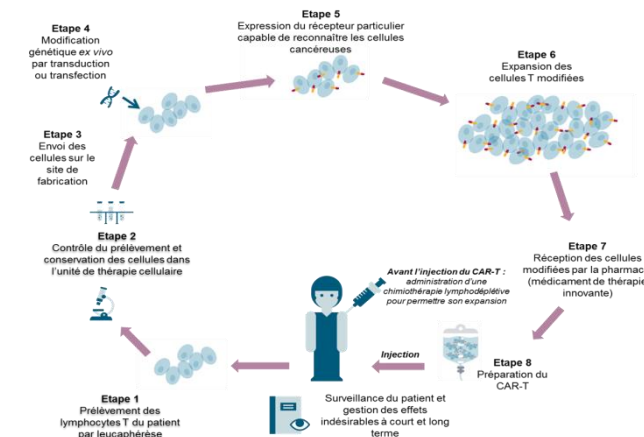 Etape 1
Prélèvement des
lymphocytes T du patient
par leucaphérèse
Etape 2
Contrôle du prélèvement et
conservation des cellules dans
l'unité de thérapie cellulaire
Etape 3
Envoi des
cellules sur le
site de
fabrication
Etape 4
Modification
génétique ex vivo
par transduction
ou transfection
Etape 5
Expression du récepteur particulier
capable de reconnaître les cellules
cancéreuses
Etape 6
Expansion des
cellules T modifiées
Etape 7
Réception des cellules
modifiées par la pharmac
(médicament de thérapie
innovante)
Etape 8
Préparation du
CAR-T
Avant l'injection du CAR-T :
administration d'une
chimiothérapie lymphodéplétive
pour permettre son expansion
Injection
Surveillance du patient et
gestion des effets
indésirables à court et long
terme